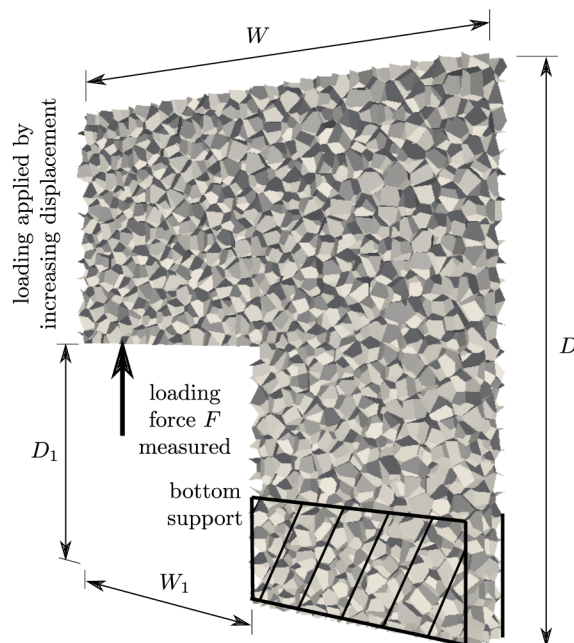 W
loading applied by
increasing displacement
D
loading
force F
measured
D₁
bottom
support
W₁